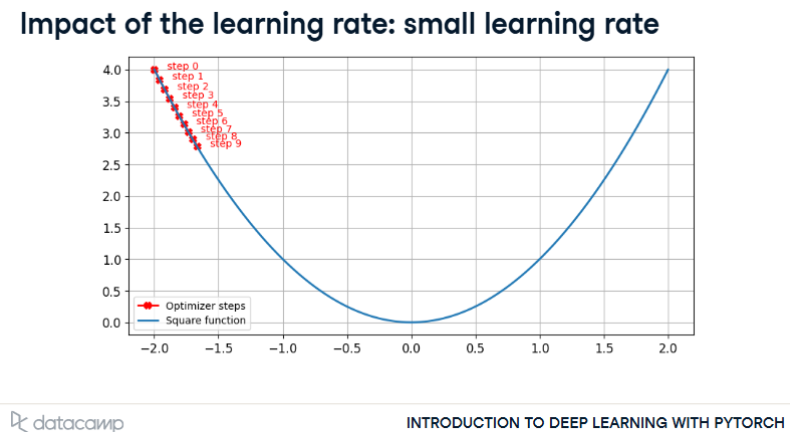 Impact of the learning rate: small learning rate
4.0
3.5
3.0
2.5
2.0
1.5
1.0
0.5
0.0
step 0
step 1
step 2
step 3
step 4
step 5
step 6
step 7
step 8
step 9
Optimizer steps
Square function
−2.0 −1.5 −1.0 −0.5 0.0 0.5 1.0 1.5 2.0
datacamp
INTRODUCTION TO DEEP LEARNING WITH PYTORCH